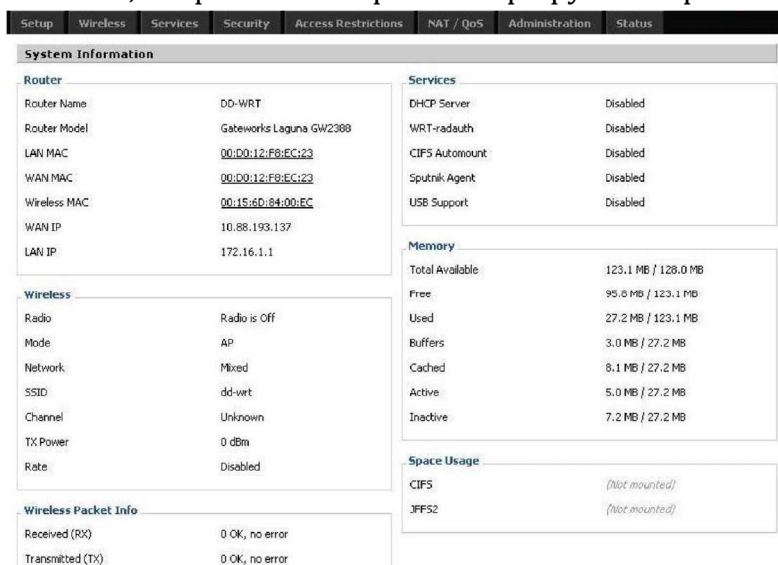 Setup Wireless Services Security Access Restrictions NAT / QoS Administration Status
System Information
Router
Router Name DD-WRT
Router Model Gateworks Laguna GW2388
LAN MAC 00:D0:12:F8:EC:23
WAN MAC 00:D0:12:F8:EC:23
Wireless MAC 00:15:6D:84:00:EC
WAN IP 10.88.193.137
LAN IP 172.16.1.1
Wireless
Radio Radio is Off
Mode AP
Network Mixed
SSID dd-wrt
Channel Unknown
TX Power 0 dBm
Rate Disabled
Wireless Packet Info
Received (RX) 0 OK, no error
Transmitted (TX) 0 OK, no error
Services
DHCP Server Disabled
WRT-radauth Disabled
CIFS Automount Disabled
Sputnik Agent Disabled
USB Support Disabled
Memory
Total Available 123.1 MB / 128.0 MB
Free 95.8 MB / 123.1 MB
Used 27.2 MB / 123.1 MB
Buffers 3.0 MB / 27.2 MB
Cached 8.1 MB / 27.2 MB
Active 5.0 MB / 27.2 MB
Inactive 7.2 MB / 27.2 MB
Space Usage
CIFS (Not mounted)
JFFS2 (Not mounted)